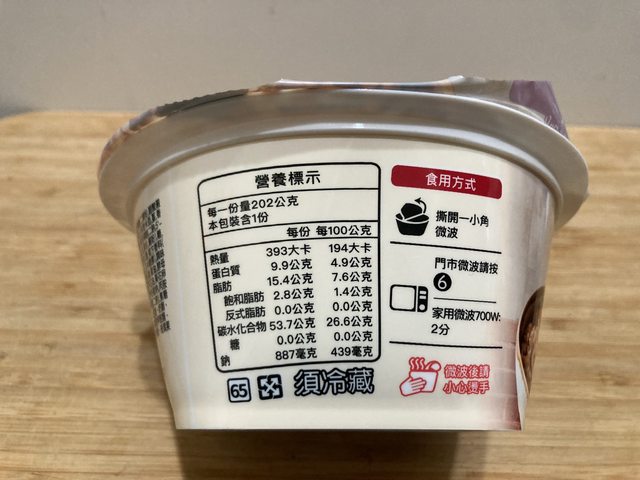 營養標示
每一份量202公克
本包裝含1份
每份 每100公克
熱量 393大卡 194大卡
蛋白質 9.9公克 4.9公克
脂肪 15.4公克 7.6公克
飽和脂肪 2.8公克 1.4公克
反式脂肪 0.0公克 0.0公克
碳水化合物 53.7公克 26.6公克
糖 0.0公克 0.0公克
鈉 887毫克 439毫克
65 須冷藏
食用方式
撕開一小角
微波
門市微波請按
6
家用微波700W:
2分
微波後請
小心燙手